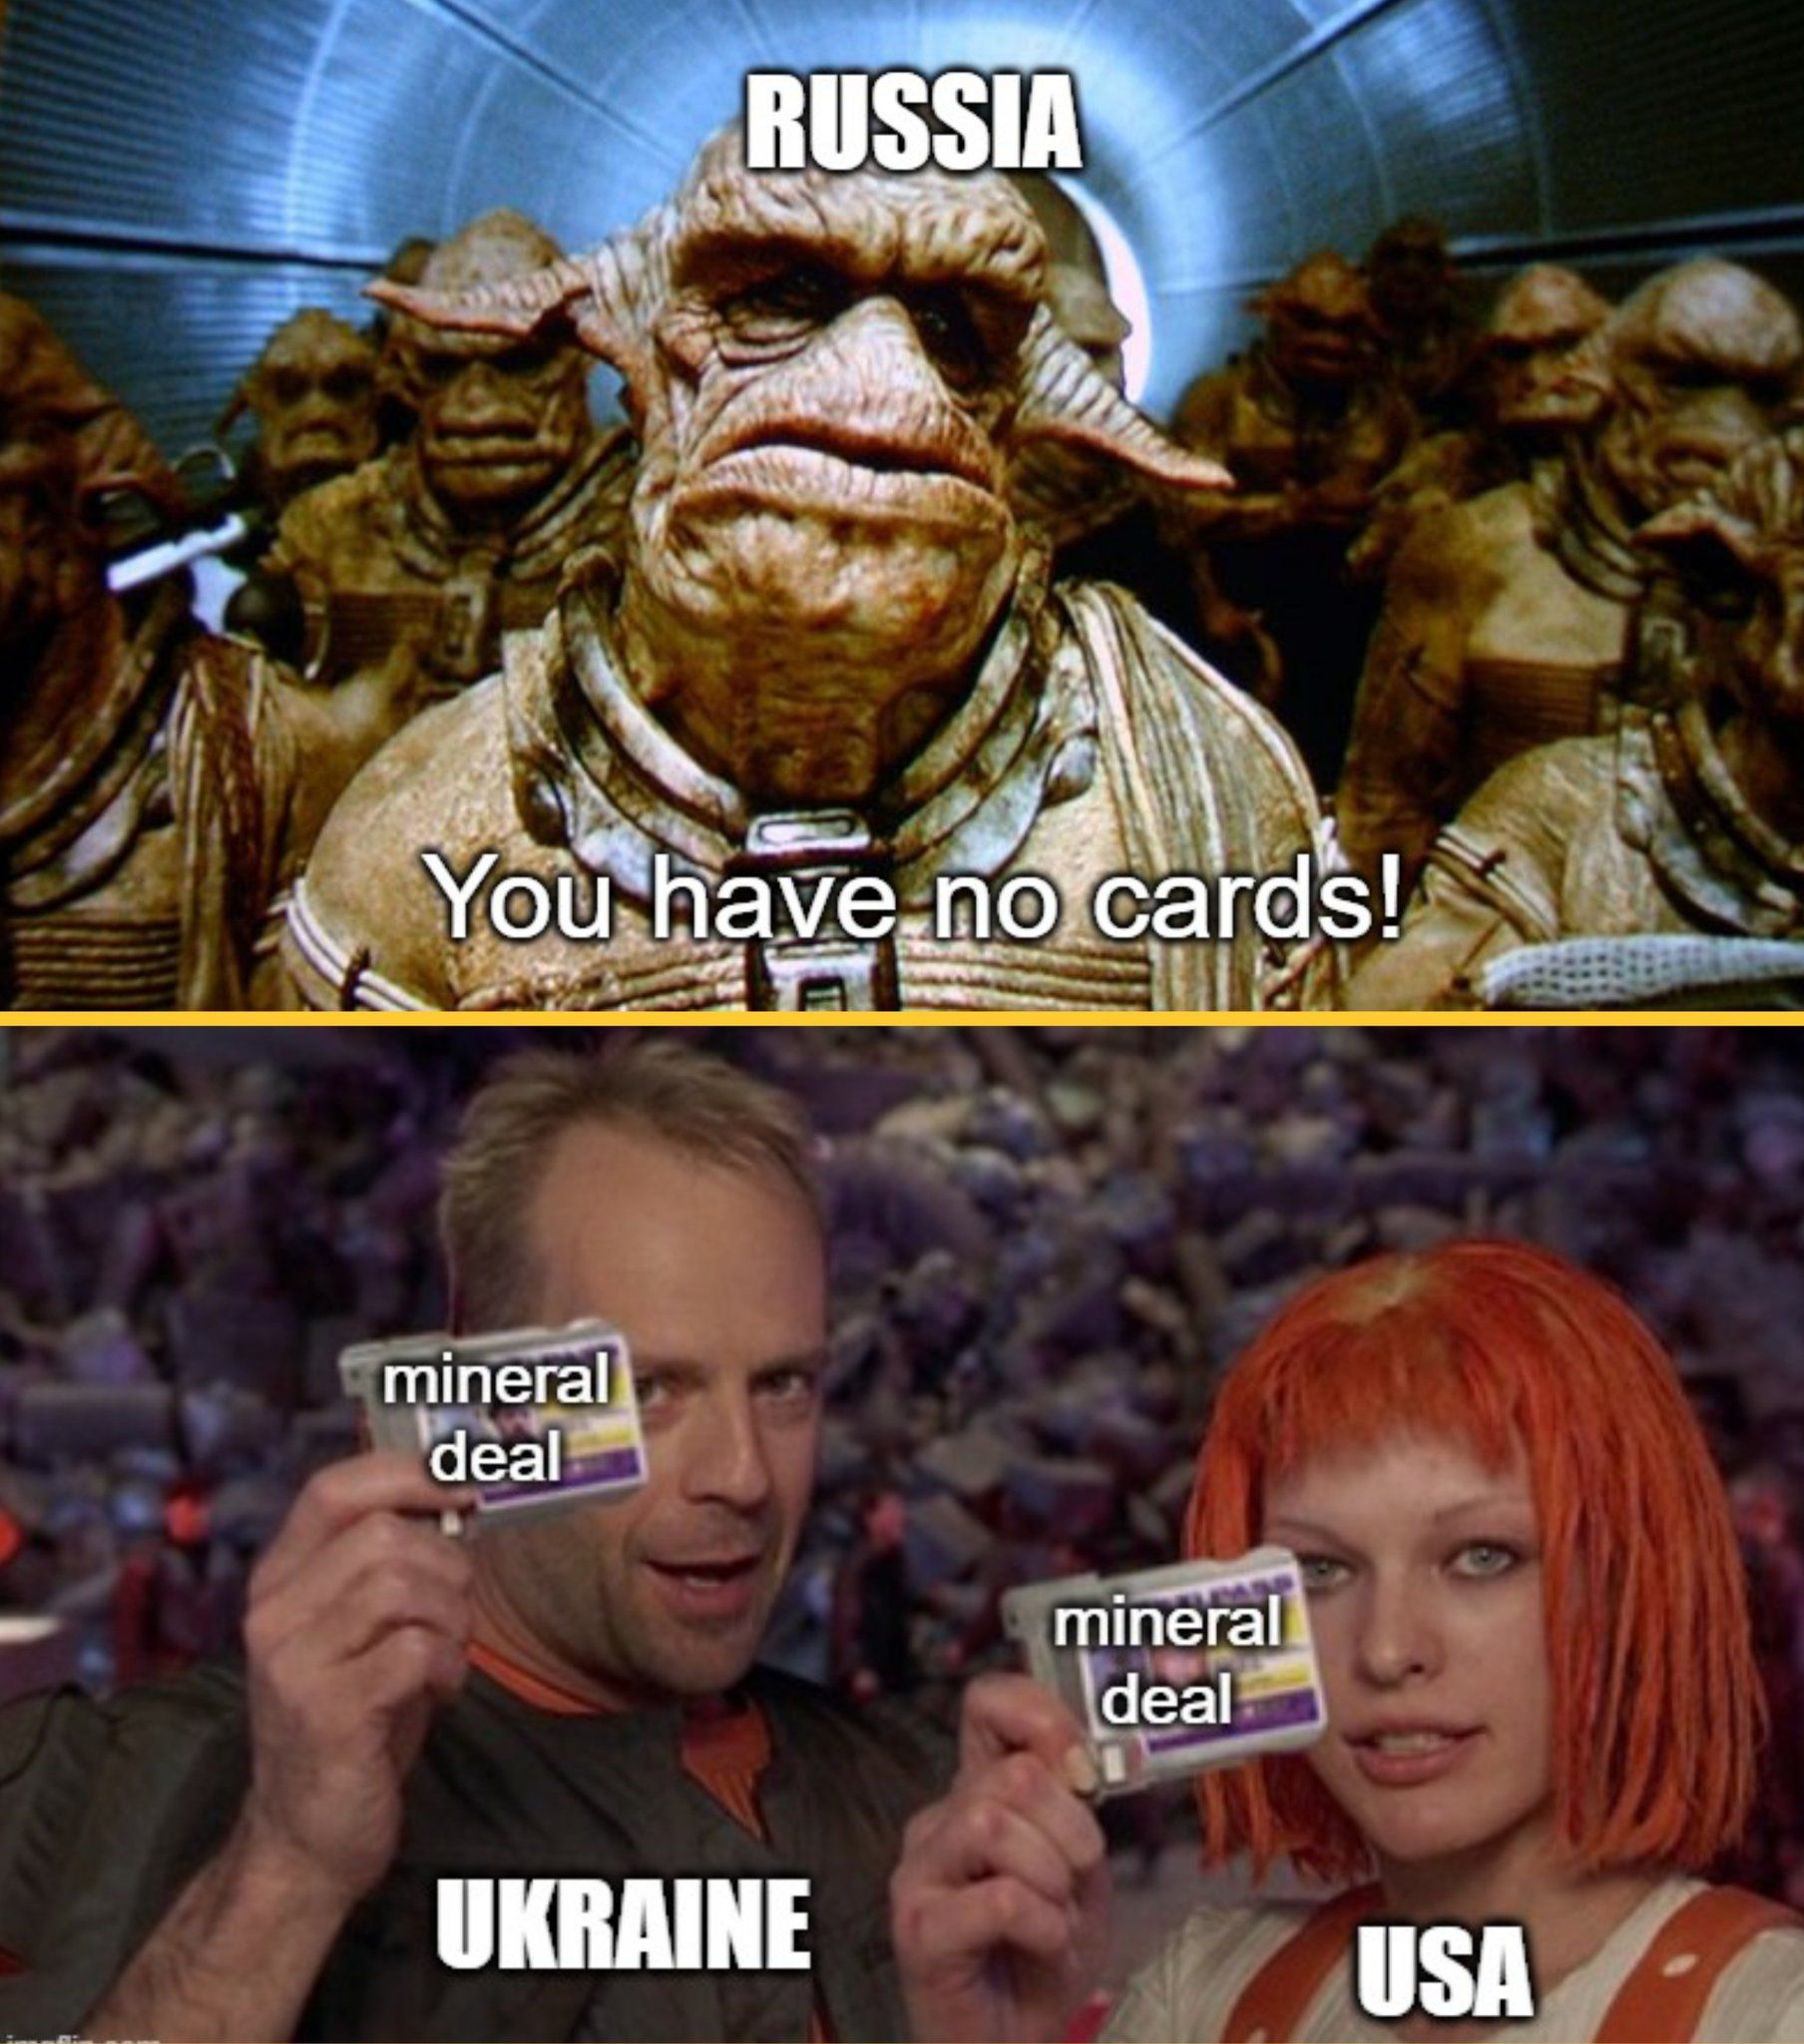 RUSSIA
You have no cards!
mineral
deal
mineral
deal
UKRAINE
USA